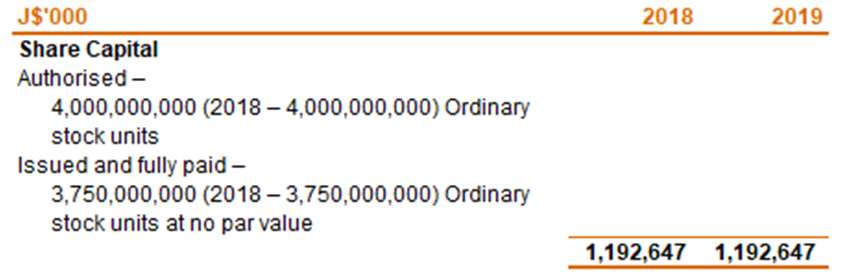 J$'000 2018 2019
Share Capital
Authorised –
4,000,000,000 (2018 – 4,000,000,000) Ordinary
stock units
Issued and fully paid –
3,750,000,000 (2018 – 3,750,000,000) Ordinary
stock units at no par value
1,192,647 1,192,647